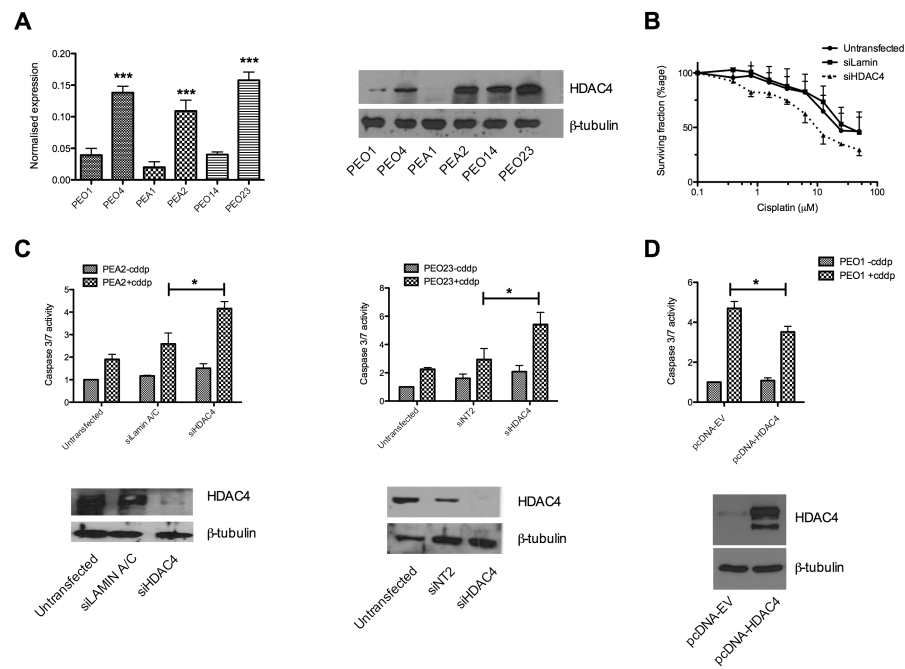 A
Normalised expression
0.20
0.15
0.10
0.05
0.00
***
***
***
PEO1
PEO4
PEA1
PEA2
PEO14
PEO23
HDAC4
β-tubulin
PEO1
PEO4
PEA1
PEA2
PEO14
PEO23
B
Untransfected
siLamin
siHDAC4
Surviving fraction (%age)
100
50
0
0.1
1
10
100
Cisplatin (μM)
C
PEA2-cddp
PEA2+cddp
Caspase 3/7 activity
5
4
3
2
1
0
*
Untransfected
siLamin A/C
siHDAC4
HDAC4
β-tubulin
Untransfected
siLAMIN A/C
siHDAC4
PEO23-cddp
PEO23+cddp
Caspase 3/7 activity
8
6
4
2
0
*
Untransfected
siNT2
siHDAC4
HDAC4
β-tubulin
Untransfected
siNT2
siHDAC4
D
PEO1 -cddp
PEO1 +cddp
Caspase 3/7 activity
6
4
2
0
*
pcDNA-EV
pcDNA-HDAC4
HDAC4
β-tubulin
pcDNA-EV
pcDNA-HDAC4